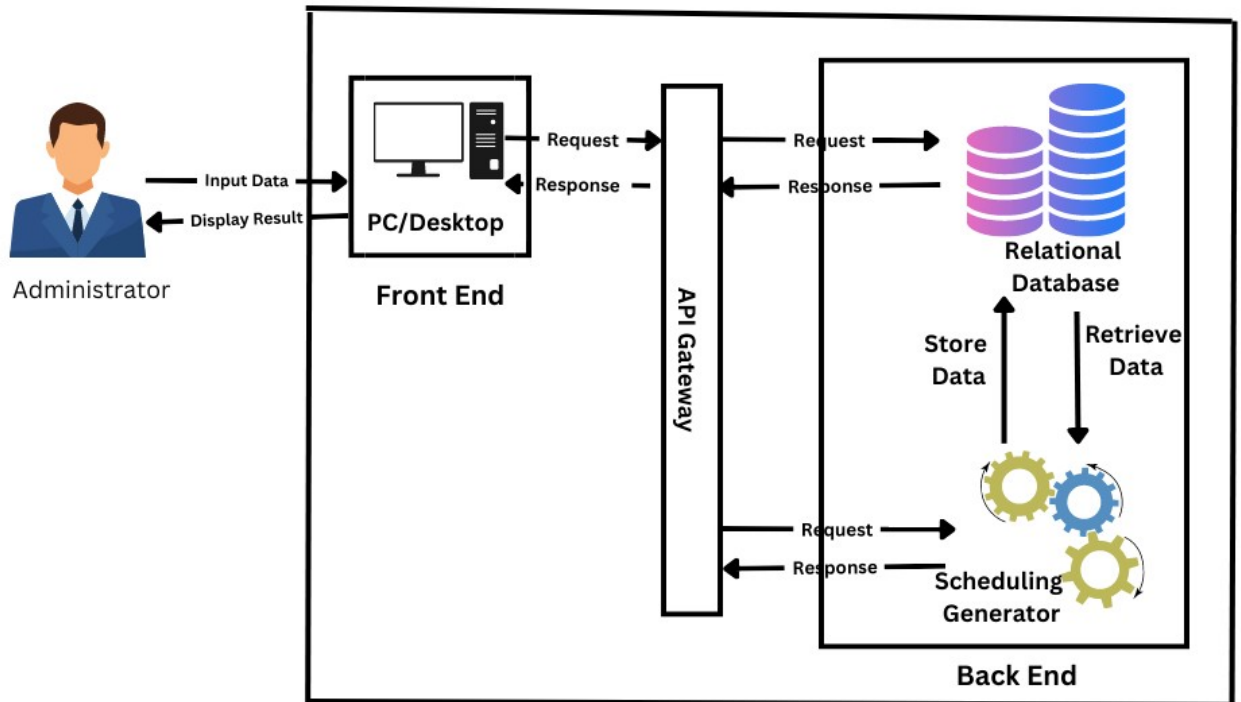 Request
Request
Input Data
Response
Response
Display Result
PC/Desktop
Administrator
Front End
Relational
Database
API Gateway
Store
Data
Retrieve
Data
Request
Response
Scheduling
Generator
Back End